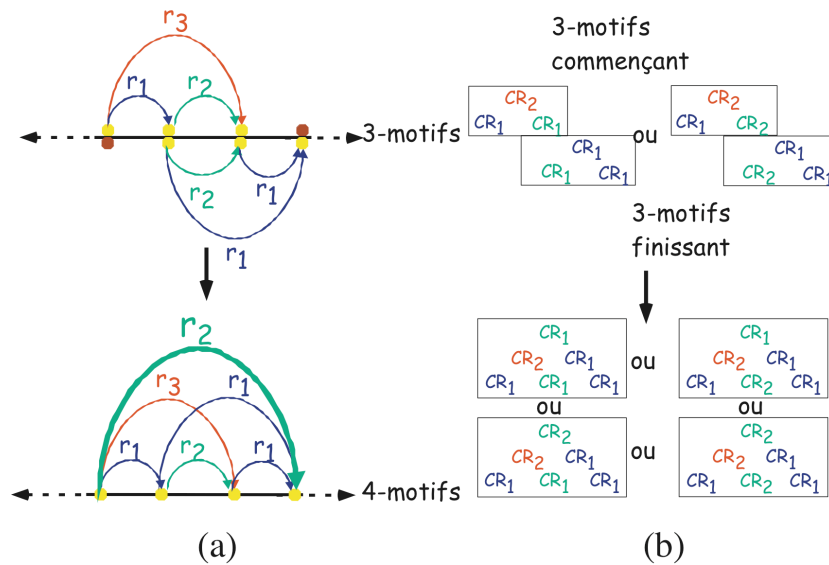 r3
r1 r2
3-motifs
r2 r1
r1
r2
r3 r1
r1 r2 r1
4-motifs
(a)
3-motifs
commençant
CR2 CR2
CR1 CR1 ou CR1 CR2
CR1 CR1
CR1 CR1 CR2 CR1
3-motifs
finissant
CR1 CR1
CR2 CR1 ou CR2 CR1
CR1 CR1 CR1 CR1 CR2 CR1
ou ou
CR2 CR2
CR2 CR1 ou CR2 CR1
CR1 CR1 CR1 CR1 CR2 CR1
(b)